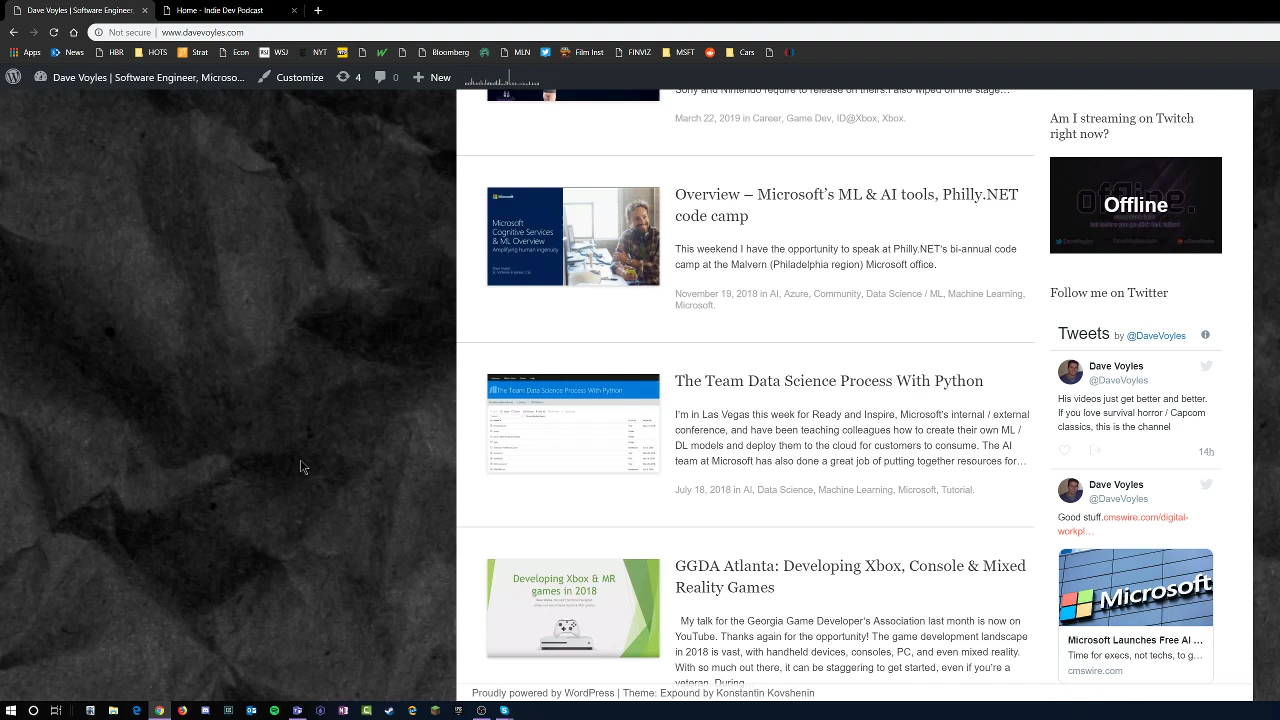 Dave Voyles | Software Engineer,
Home - Indie Dev Podcast
Not secure | www.davevoyles.com
Apps
News
HBR
HOTS
Strat
Econ
WSJ
NYT
MLP
W
PSL
Bloomberg
MLN
Film Inst
FINVIZ
MSFT
Cars
Dave Voyles | Software Engineer, Microso...
Customize
4
0
New
Sony and Nintendo require to release on theirs.I also wiped off the stage...
March 22, 2019 in Career, Game Dev, ID@Xbox, Xbox.
Microsoft
Microsoft
Cognitive Services
& ML Overview
Amplifying human ingenuity
Overview – Microsoft's ML & AI tools, Philly.NET
code camp
This weekend I have the opportunity to speak at Philly.NET's bi-annual code
camp at the Malvern (Philadelphia region) Microsoft office.
November 19, 2018 in AI, Azure, Community, Data Science / ML, Machine Learning,
Microsoft.
The Team Data Science Process With Python
The Team Data Science Process With Python
I'm in Las Vegas this week for Ready and Inspire, Microsoft's internal / external
conference, and have been teaching colleagues how to create their own ML /
DL models and deploy them to the cloud for customers to consume. The AI
team at Microsoft has also done a great job of putting together resources for…
July 18, 2018 in AI, Data Science, Machine Learning, Microsoft, Tutorial.
Developing Xbox & MR
games in 2018
GGDA Atlanta: Developing Xbox, Console & Mixed
Reality Games
My talk for the Georgia Game Developer's Association last month is now on
YouTube. Thanks again for the opportunity! The game development landscape
in 2018 is vast, with handheld devices, consoles, PC, and even mixed reality.
With so much out there, it can be staggering to get started, even if you're a
veteran. During
Am I streaming on Twitch
right now?
offline.
Offline
Follow me on Twitter
Tweets by @DaveVoyles
Dave Voyles
@DaveVoyles
His videos just get better and better.
If you love survival horror / Capcom
classics, this is the channel
14h
Dave Voyles
@DaveVoyles
Good stuff.cmswire.com/digital-
workpl…
Microsoft
Microsoft Launches Free AI ...
Time for execs, not techs, to g...
cmswire.com
Proudly powered by WordPress | Theme: Expound by Konstantin Kovshenin